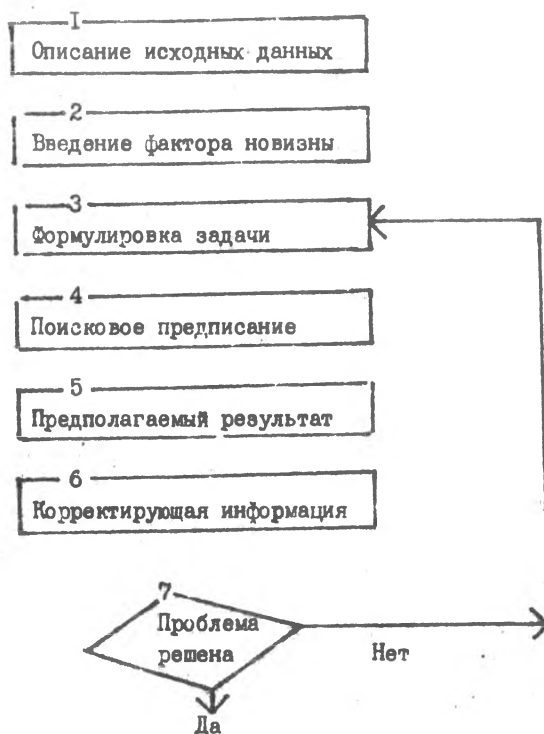 1
Описание исходных данных
2
Введение фактора новизны
3
Формулировка задачи
4
Поисковое предписание
5
Предполагаемый результат
6
Корректирующая информация
7
Проблема
решена
Нет
Да